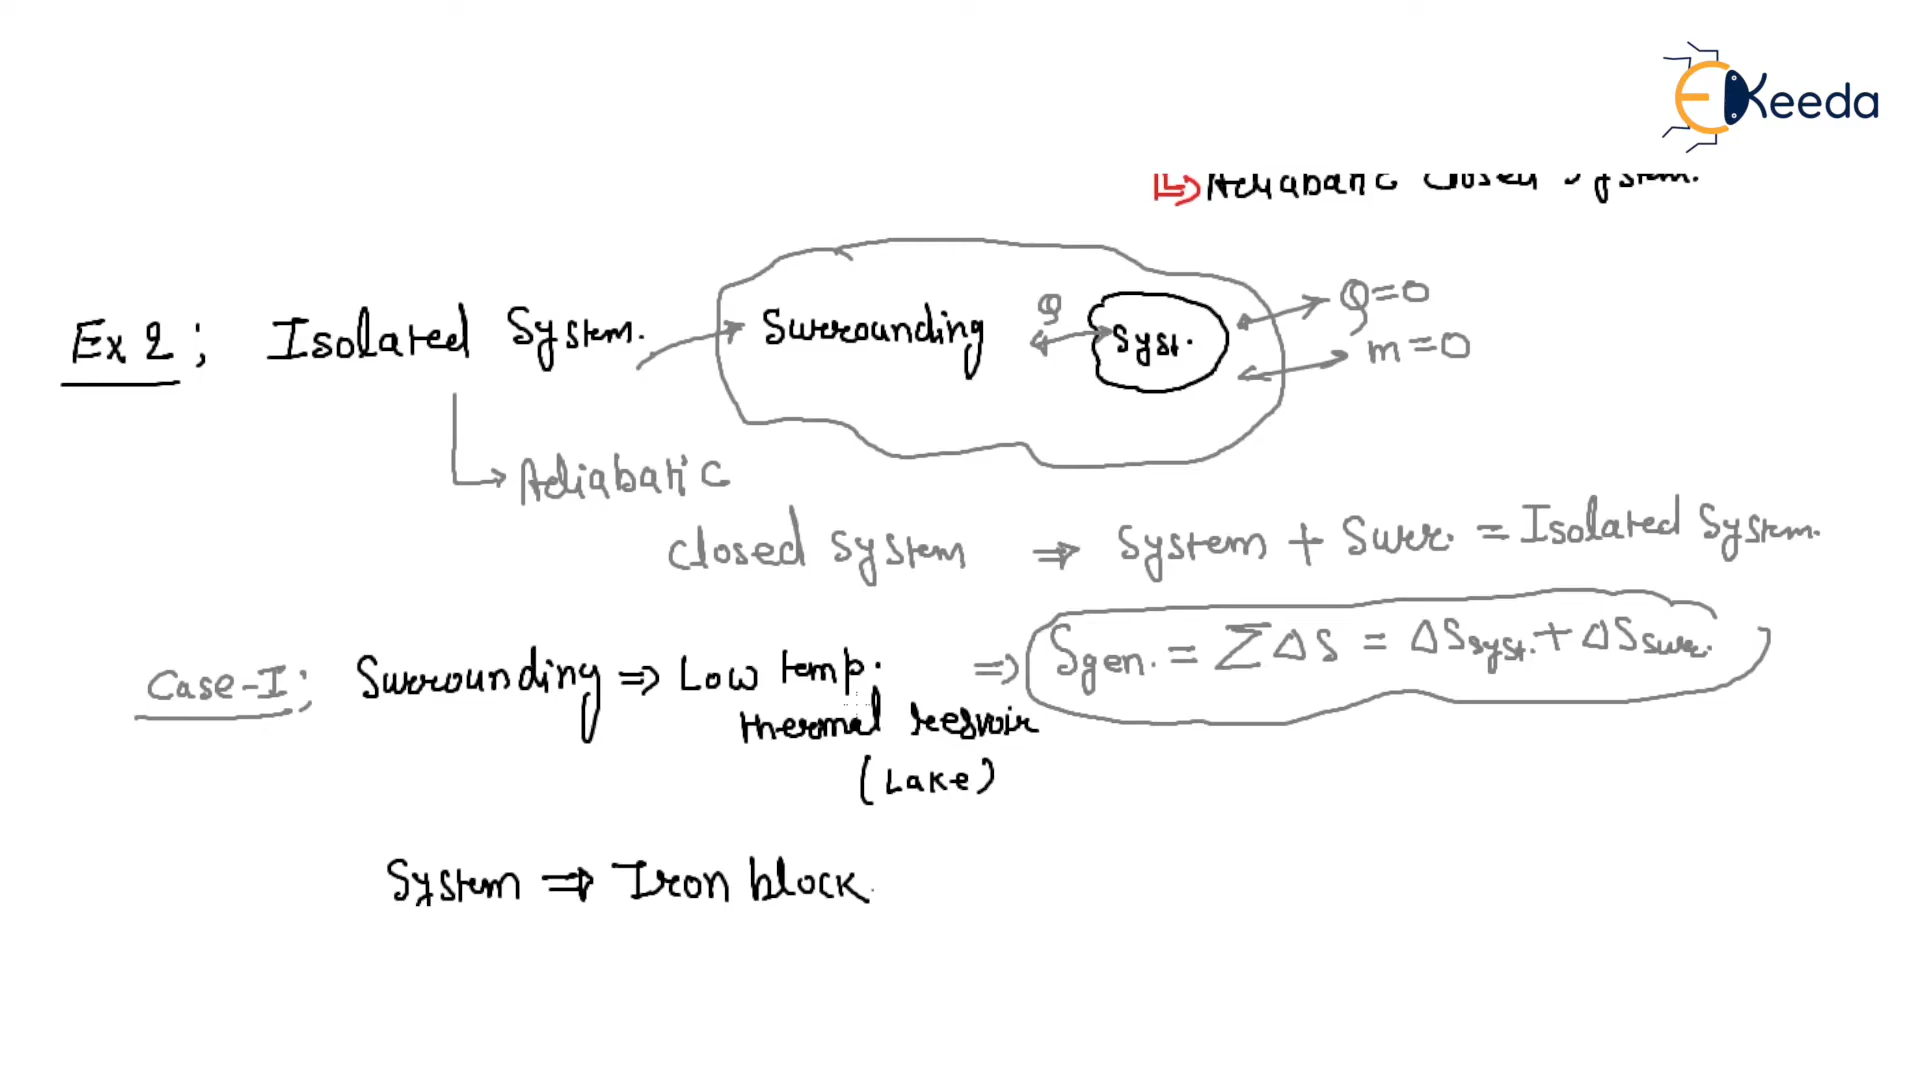 EKeeda
Adiabatic closed system.
Ex 2; Isolated System.
Surrounding
Q
Syst.
Q=0
m=0
Adiabatic
closed system ⇒ System + Surr. = Isolated System.
Case-I; Surrounding ⇒ Low temp.
thermal resvoir
(Lake)
⇒ Sgen. = ΣΔS = ΔSsyst. + ΔSsurr.
System ⇒ Iron block.